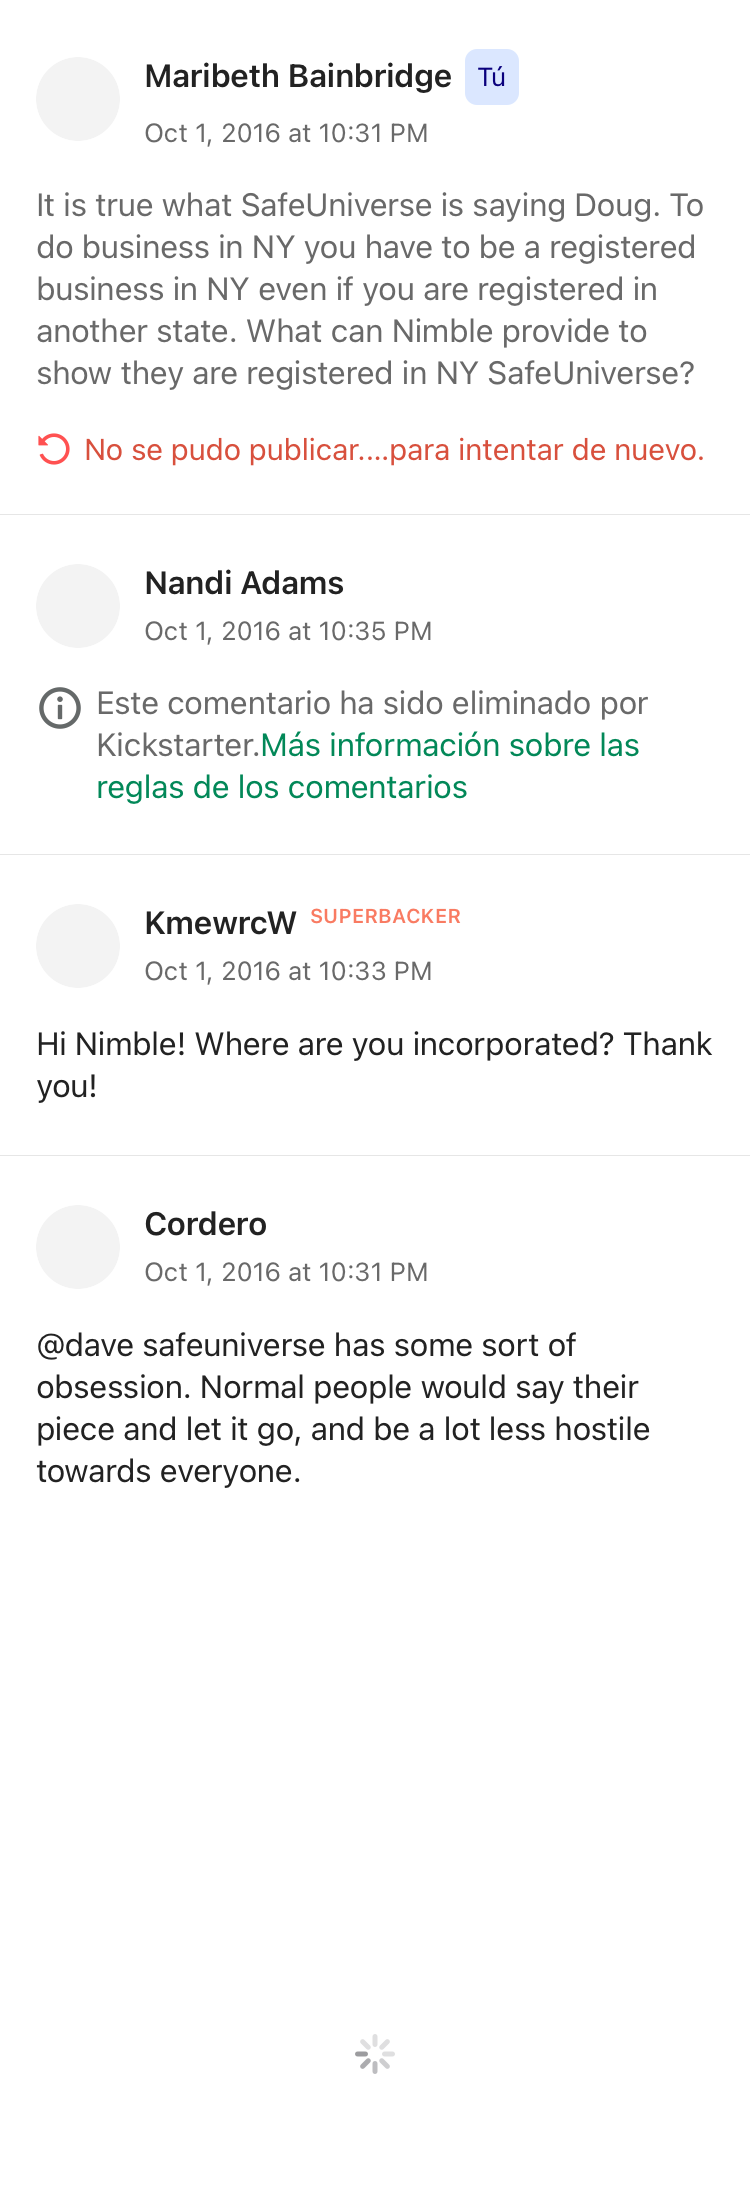 Maribeth Bainbridge Tú
Oct 1, 2016 at 10:31 PM
It is true what SafeUniverse is saying Doug. To
do business in NY you have to be a registered
business in NY even if you are registered in
another state. What can Nimble provide to
show they are registered in NY SafeUniverse?
No se pudo publicar....para intentar de nuevo.
Nandi Adams
Oct 1, 2016 at 10:35 PM
Este comentario ha sido eliminado por
Kickstarter.Más información sobre las
reglas de los comentarios
KmewrcW SUPERBACKER
Oct 1, 2016 at 10:33 PM
Hi Nimble! Where are you incorporated? Thank
you!
Cordero
Oct 1, 2016 at 10:31 PM
@dave safeuniverse has some sort of
obsession. Normal people would say their
piece and let it go, and be a lot less hostile
towards everyone.